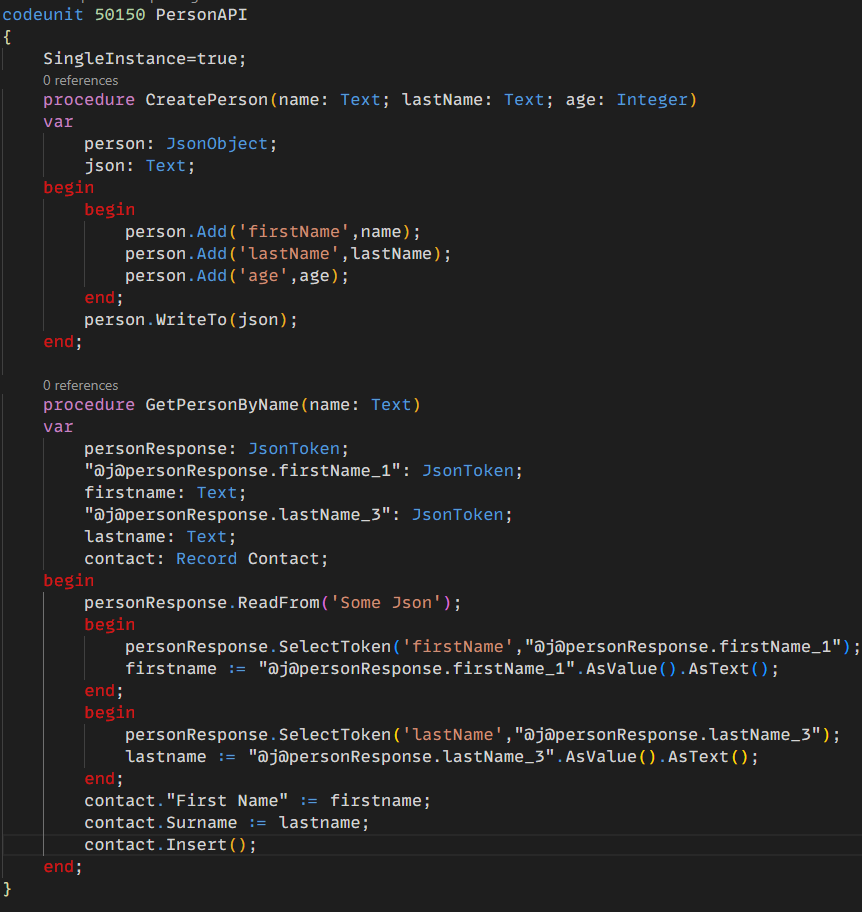 codeunit 50150 PersonAPI
{
    SingleInstance=true;
    0 references
    procedure CreatePerson(name: Text; lastName: Text; age: Integer)
    var
        person: JsonObject;
        json: Text;
    begin
        begin
            person.Add('firstName',name);
            person.Add('lastName',lastName);
            person.Add('age',age);
        end;
        person.WriteTo(json);
    end;

    0 references
    procedure GetPersonByName(name: Text)
    var
        personResponse: JsonToken;
        "@j@personResponse.firstName_1": JsonToken;
        firstname: Text;
        "@j@personResponse.lastName_3": JsonToken;
        lastname: Text;
        contact: Record Contact;
    begin
        personResponse.ReadFrom('Some Json');
        begin
            personResponse.SelectToken('firstName',"@j@personResponse.firstName_1");
            firstname := "@j@personResponse.firstName_1".AsValue().AsText();
        end;
        begin
            personResponse.SelectToken('lastName',"@j@personResponse.lastName_3");
            lastname := "@j@personResponse.lastName_3".AsValue().AsText();
        end;
        contact."First Name" := firstname;
        contact.Surname := lastname;
        contact.Insert();
    end;
}